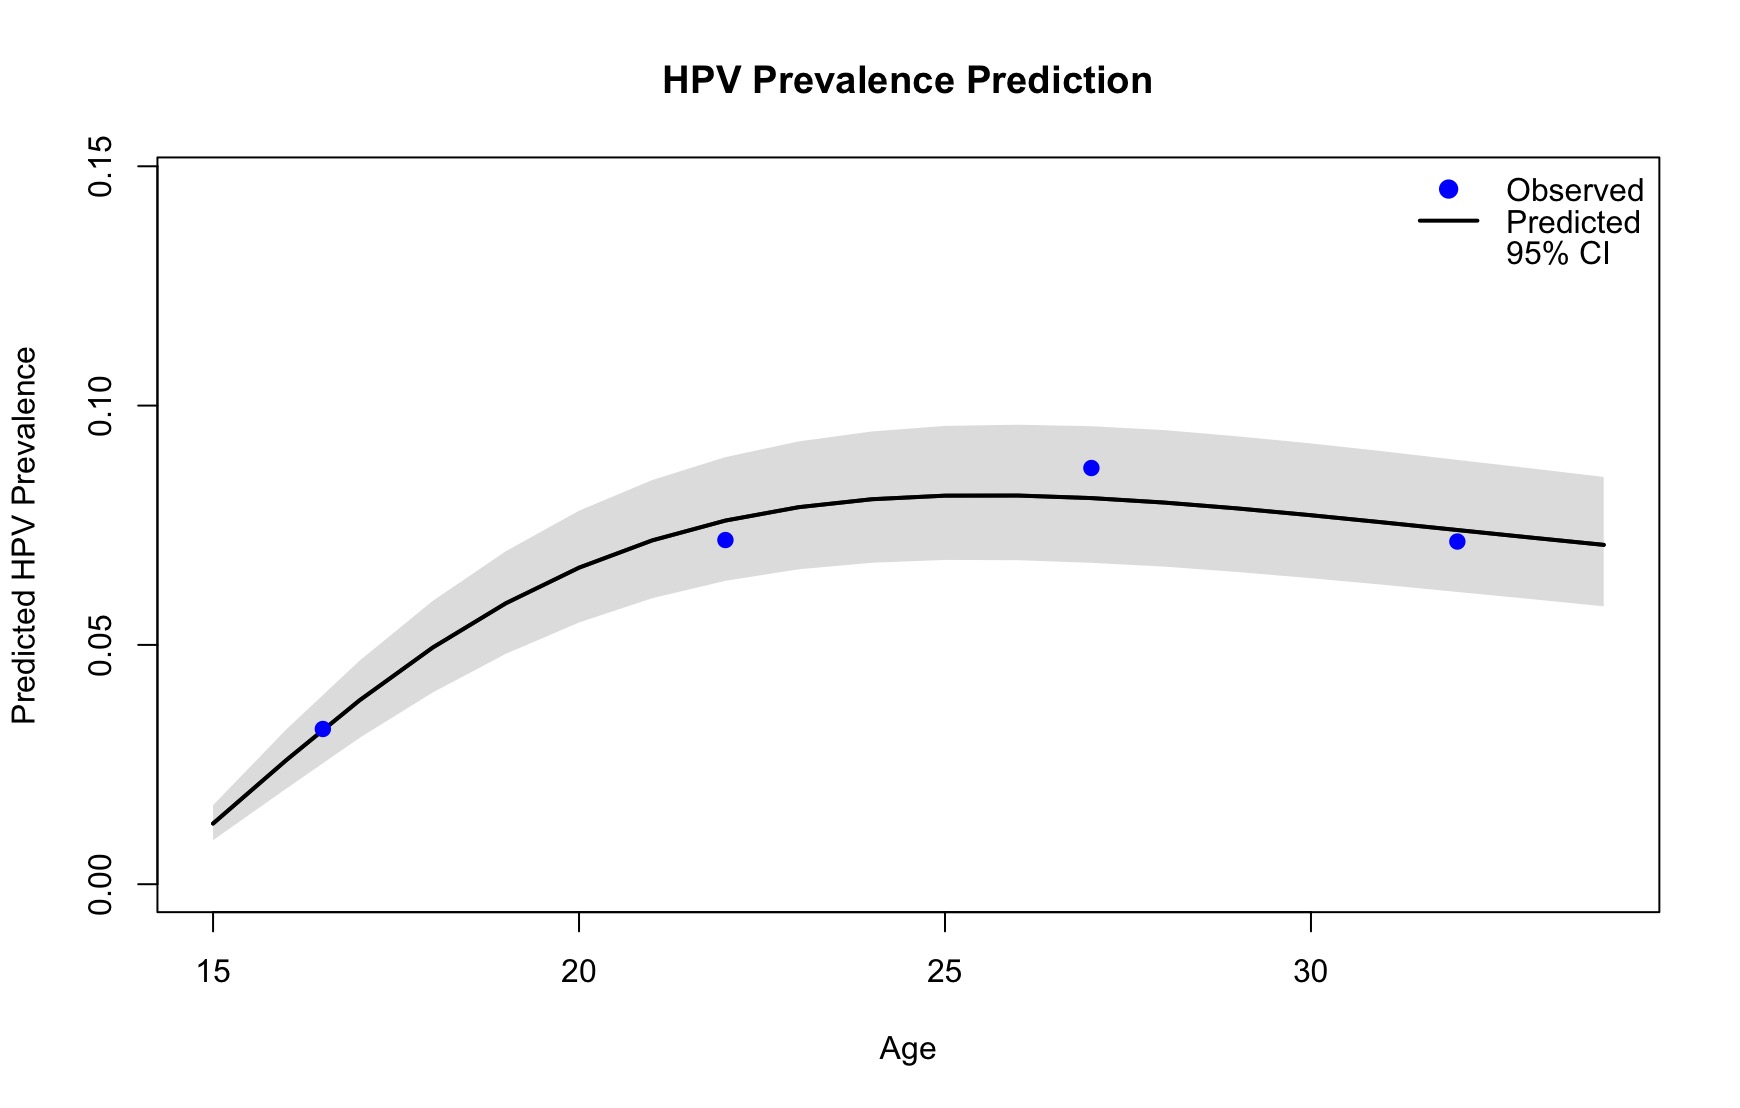 HPV Prevalence Prediction
Predicted HPV Prevalence
0.15
0.10
0.05
0.00
Observed
Predicted
95% CI
15
20
25
30
Age